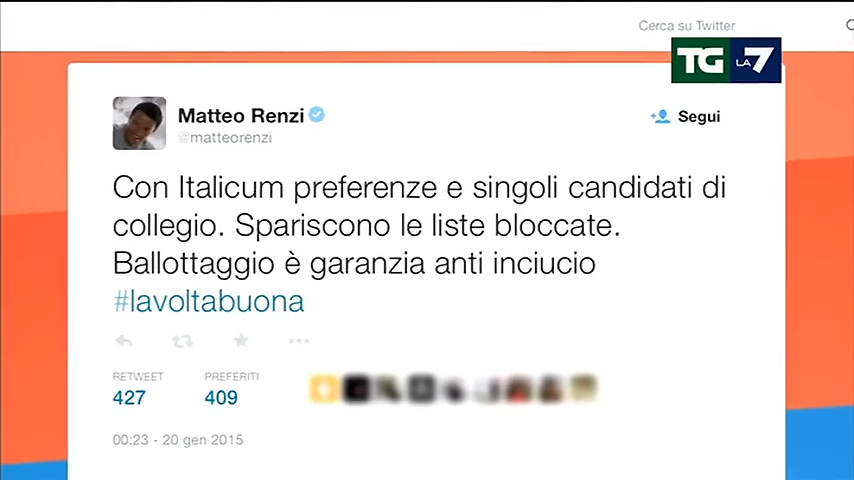 Cerca su Twitter
TG LA7
Matteo Renzi
@matteorenzi
Segui
Con Italicum preferenze e singoli candidati di
collegio. Spariscono le liste bloccate.
Ballottaggio è garanzia anti inciucio
#lavoltabuona
RETWEET PREFERITI
427 409
00:23 - 20 gen 2015